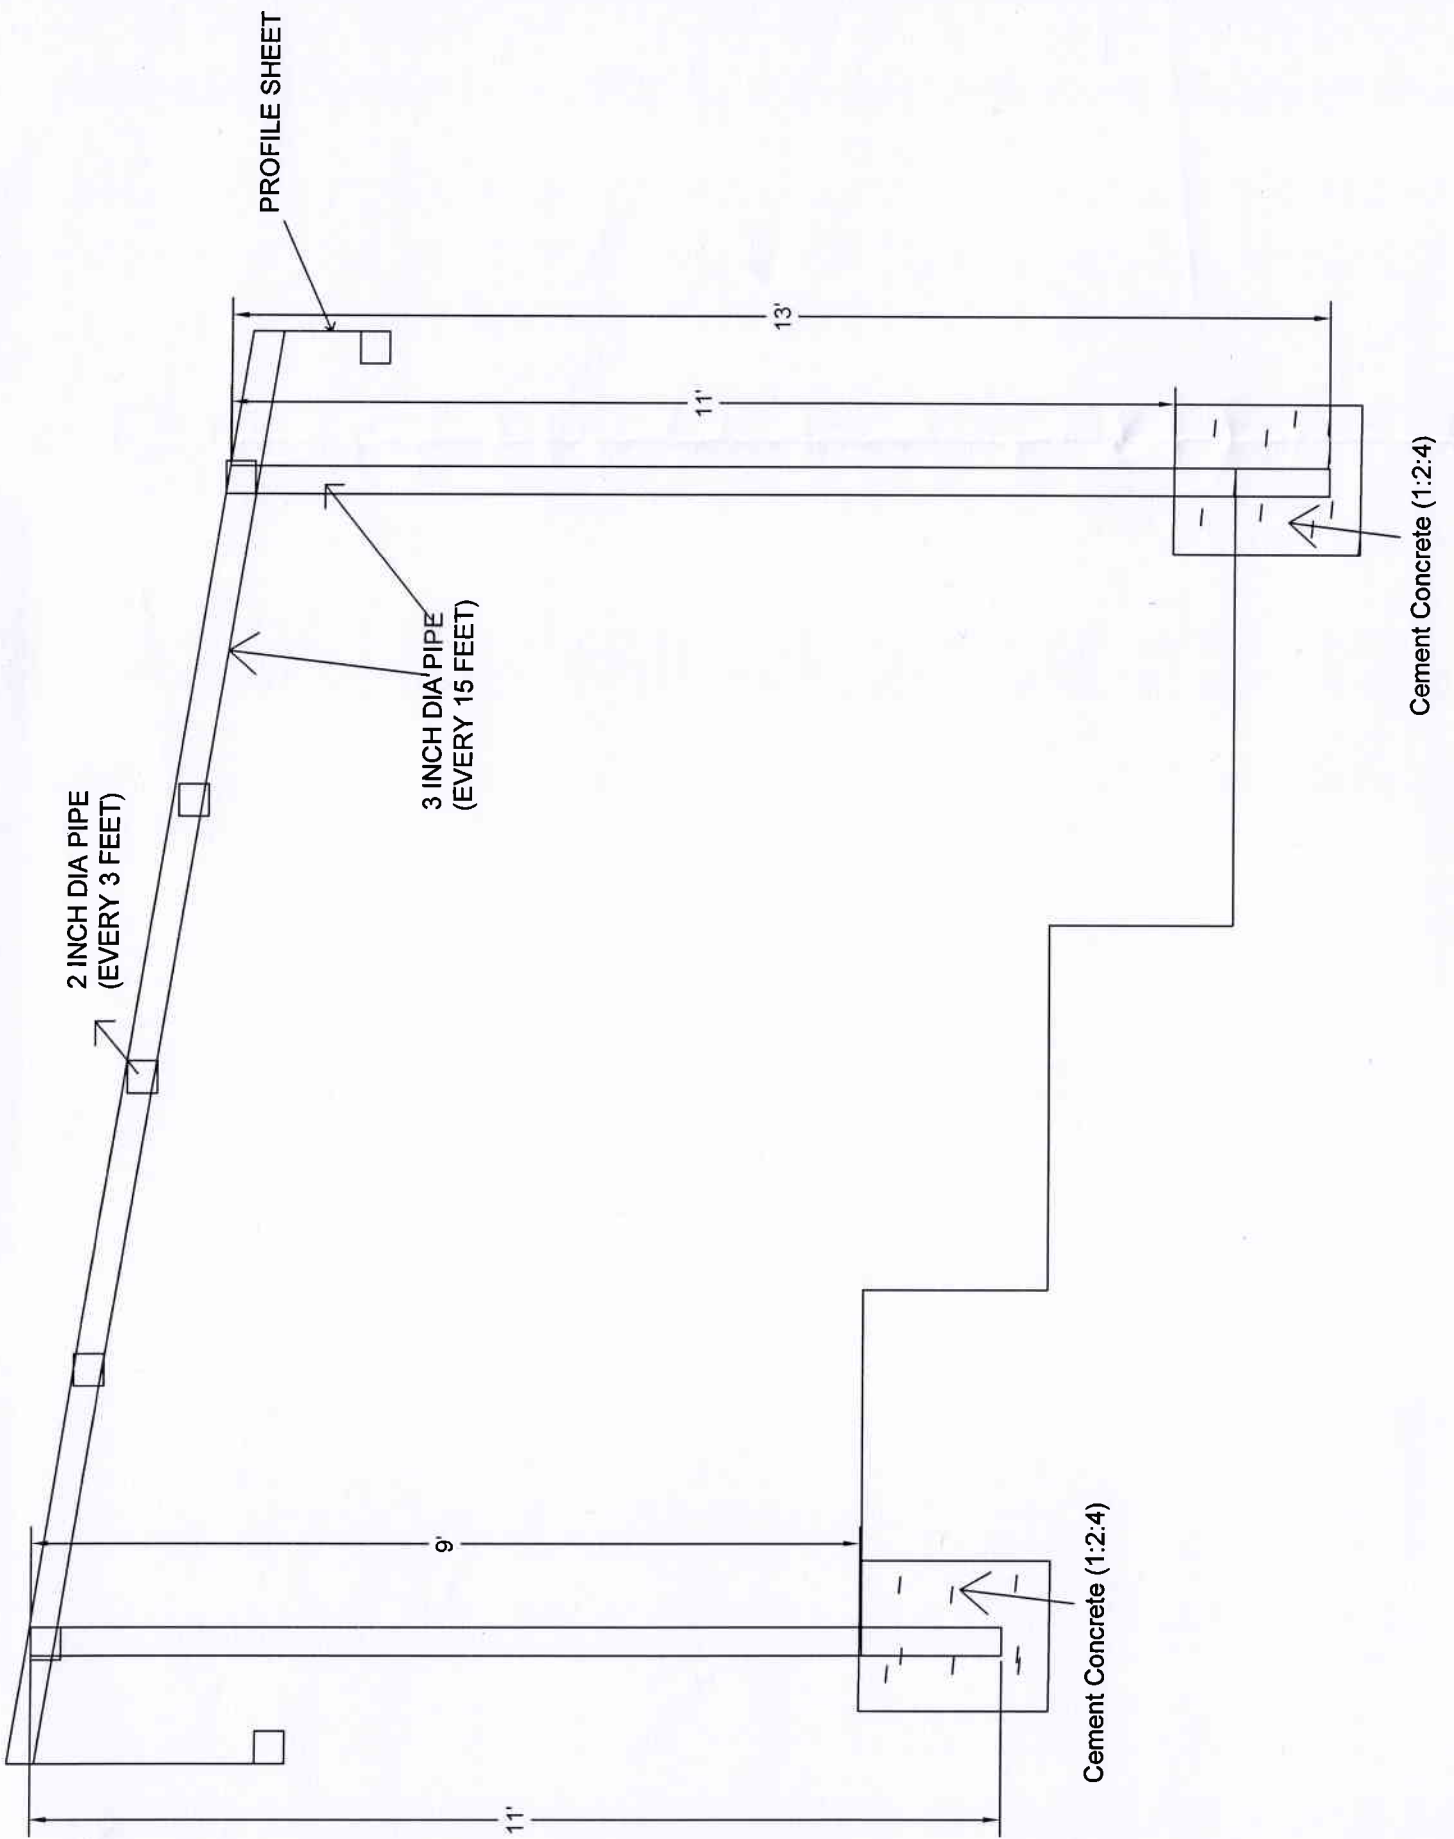 PROFILE SHEET
2 INCH DIA PIPE
(EVERY 3 FEET)
3 INCH DIA PIPE
(EVERY 15 FEET)
13'
11'
9'
11'
Cement Concrete (1:2:4)
Cement Concrete (1:2:4)